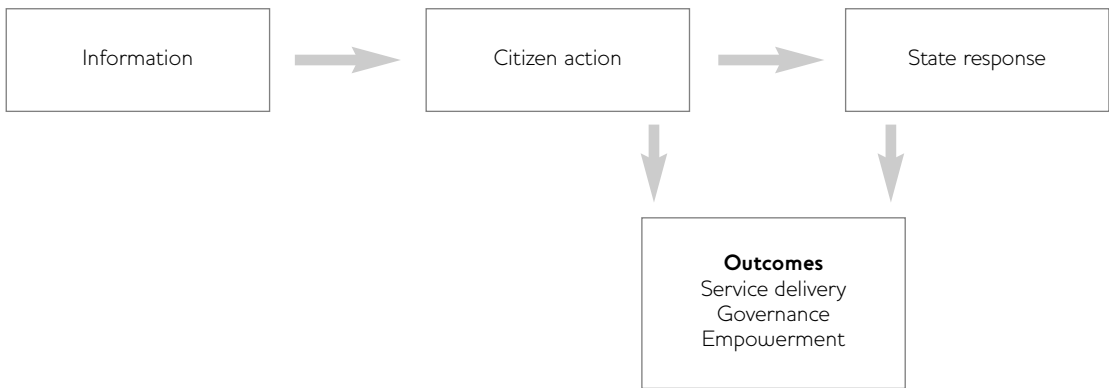 Information
Citizen action
State response
Outcomes
Service delivery
Governance
Empowerment